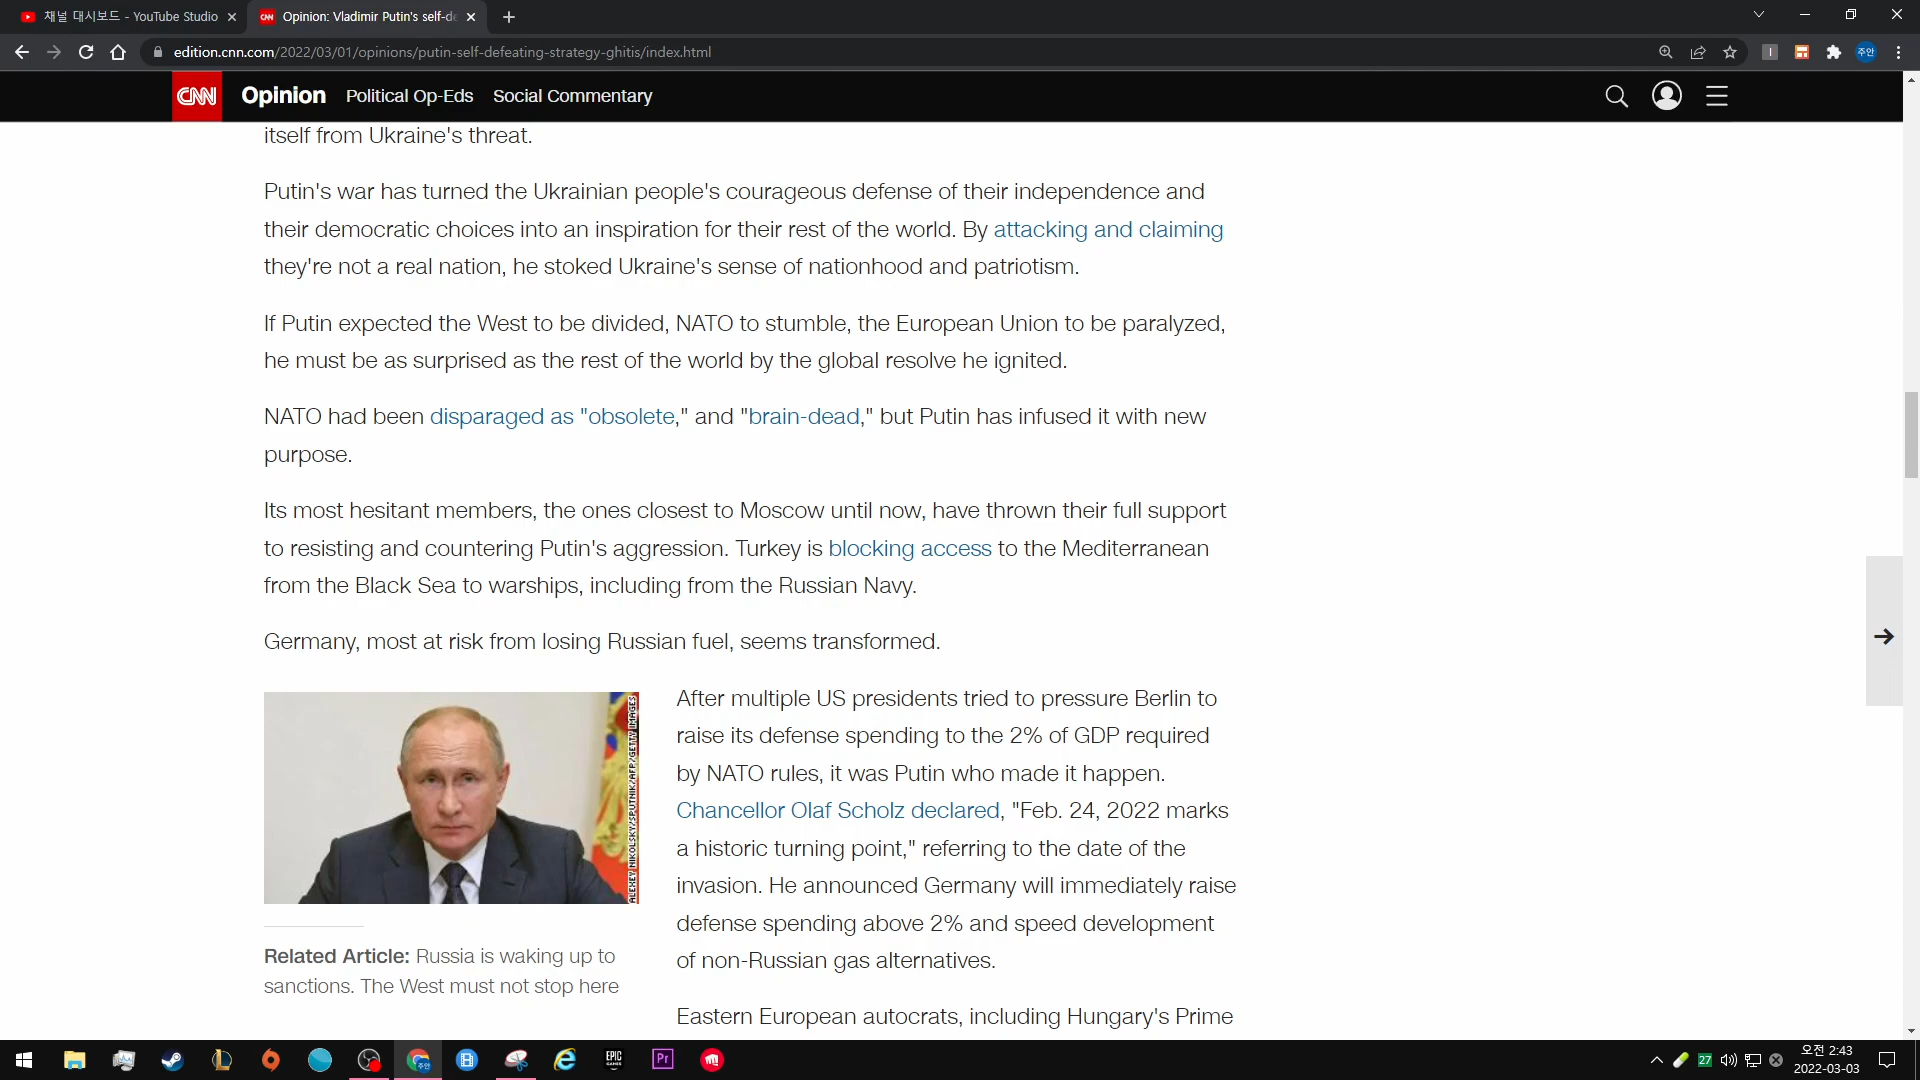 채널 대시보드 - YouTube Studio
Opinion: Vladimir Putin's self-de
edition.cnn.com/2022/03/01/opinions/putin-self-defeating-strategy-ghitis/index.html
주안
CNN Opinion Political Op-Eds Social Commentary
itself from Ukraine's threat.
Putin's war has turned the Ukrainian people's courageous defense of their independence and
their democratic choices into an inspiration for their rest of the world. By attacking and claiming
they're not a real nation, he stoked Ukraine's sense of nationhood and patriotism.
If Putin expected the West to be divided, NATO to stumble, the European Union to be paralyzed,
he must be as surprised as the rest of the world by the global resolve he ignited.
NATO had been disparaged as "obsolete," and "brain-dead," but Putin has infused it with new
purpose.
Its most hesitant members, the ones closest to Moscow until now, have thrown their full support
to resisting and countering Putin's aggression. Turkey is blocking access to the Mediterranean
from the Black Sea to warships, including from the Russian Navy.
Germany, most at risk from losing Russian fuel, seems transformed.
ALEXEY NIKOLSKY/SPUTNIK/AFP/GETTY IMAGES
Related Article: Russia is waking up to
sanctions. The West must not stop here
After multiple US presidents tried to pressure Berlin to
raise its defense spending to the 2% of GDP required
by NATO rules, it was Putin who made it happen.
Chancellor Olaf Scholz declared, "Feb. 24, 2022 marks
a historic turning point," referring to the date of the
invasion. He announced Germany will immediately raise
defense spending above 2% and speed development
of non-Russian gas alternatives.
Eastern European autocrats, including Hungary's Prime
주안
EPIC
GAMES
Pr
27
오전 2:43
2022-03-03